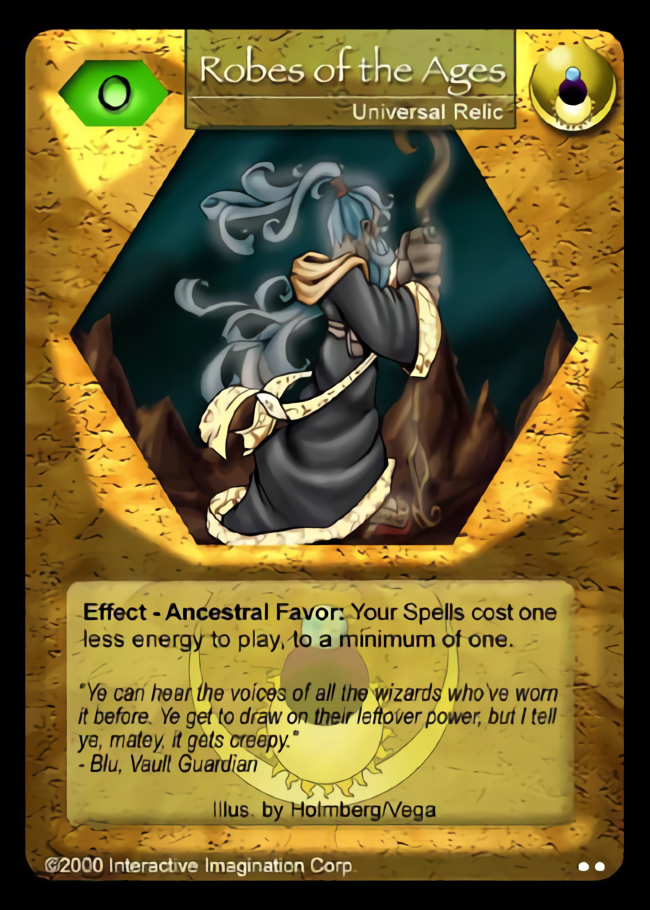 0
Robes of the Ages
Universal Relic
Effect - Ancestral Favor: Your Spells cost one
less energy to play, to a minimum of one.
"Ye can hear the voices of all the wizards who've worn
it before. Ye get to draw on their leftover power, but I tell
ye, matey, it gets creepy."
- Blu, Vault Guardian
Illus. by Holmberg/Vega
©2000 Interactive Imagination Corp.